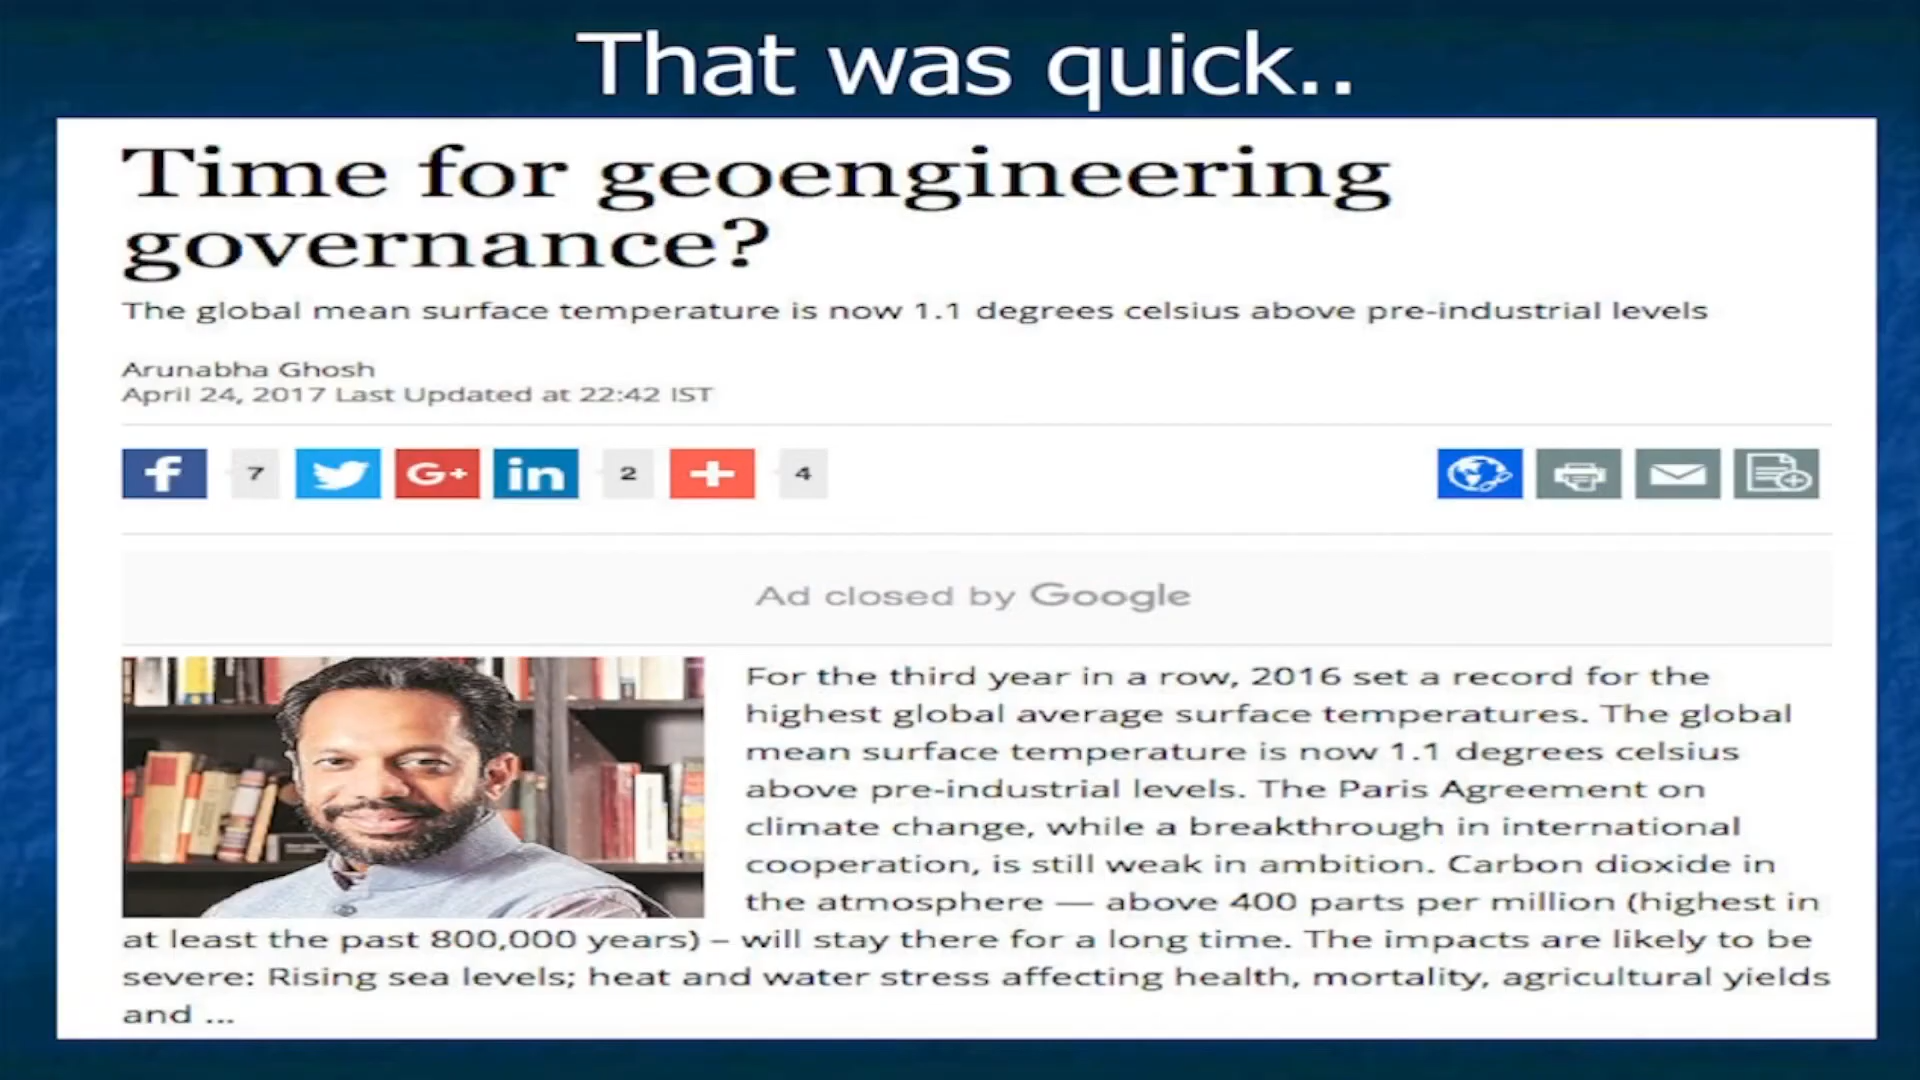 That was quick..
Time for geoengineering
governance?
The global mean surface temperature is now 1.1 degrees celsius above pre-industrial levels
Arunabha Ghosh
April 24, 2017 Last Updated at 22:42 IST
f 7 G+ in 2 + 4
Ad closed by Google
For the third year in a row, 2016 set a record for the
highest global average surface temperatures. The global
mean surface temperature is now 1.1 degrees celsius
above pre-industrial levels. The Paris Agreement on
climate change, while a breakthrough in international
cooperation, is still weak in ambition. Carbon dioxide in
the atmosphere — above 400 parts per million (highest in
at least the past 800,000 years) – will stay there for a long time. The impacts are likely to be
severe: Rising sea levels; heat and water stress affecting health, mortality, agricultural yields
and ...